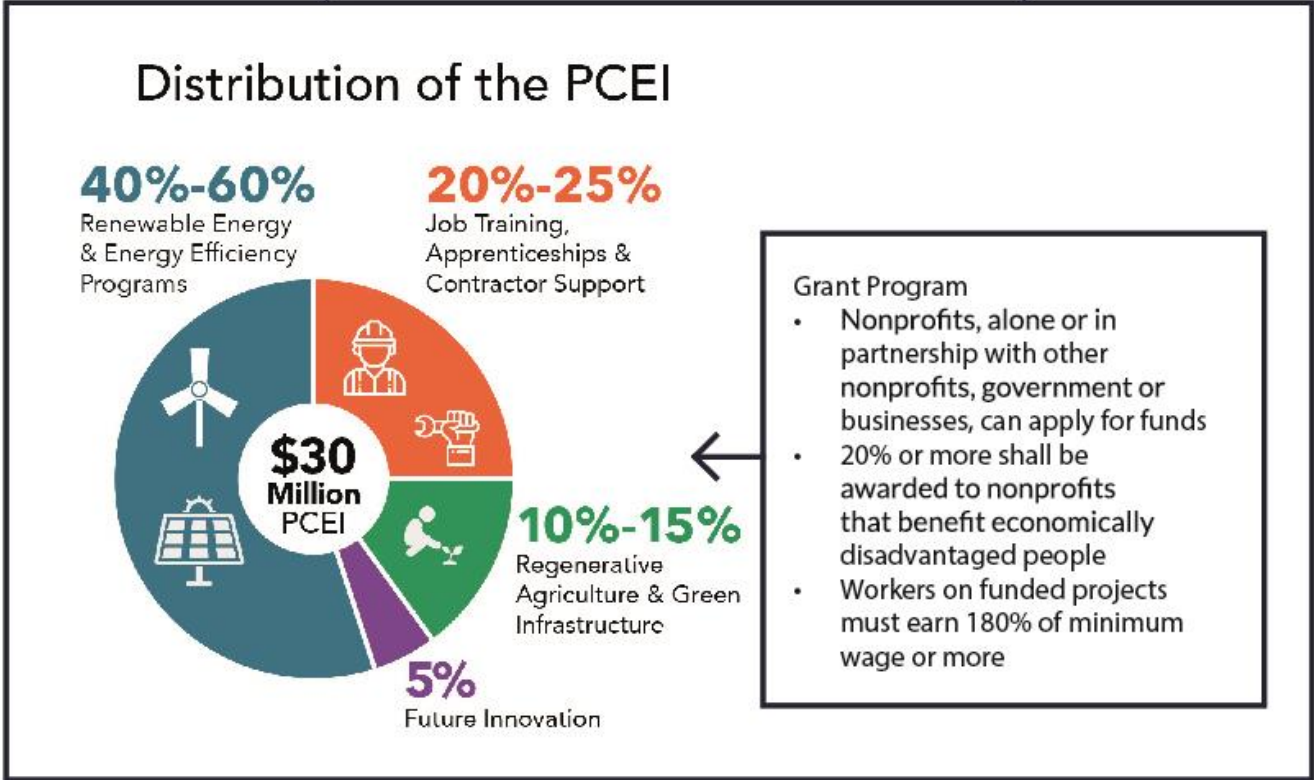 Distribution of the PCEI
40%-60%
Renewable Energy
& Energy Efficiency
Programs
20%-25%
Job Training,
Apprenticeships &
Contractor Support
$30
Million
PCEI
10%-15%
Regenerative
Agriculture & Green
Infrastructure
5%
Future Innovation
Grant Program
• Nonprofits, alone or in
partnership with other
nonprofits, government or
businesses, can apply for funds
• 20% or more shall be
awarded to nonprofits
that benefit economically
disadvantaged people
• Workers on funded projects
must earn 180% of minimum
wage or more